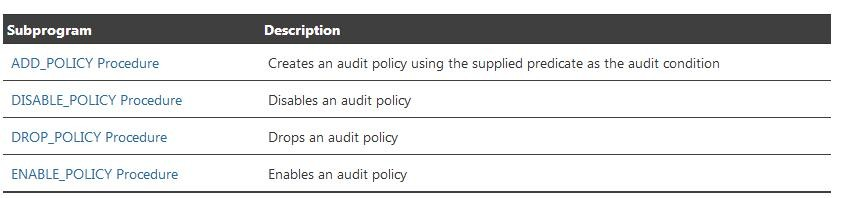 Subprogram Description
ADD_POLICY Procedure Creates an audit policy using the supplied predicate as the audit condition
DISABLE_POLICY Procedure Disables an audit policy
DROP_POLICY Procedure Drops an audit policy
ENABLE_POLICY Procedure Enables an audit policy